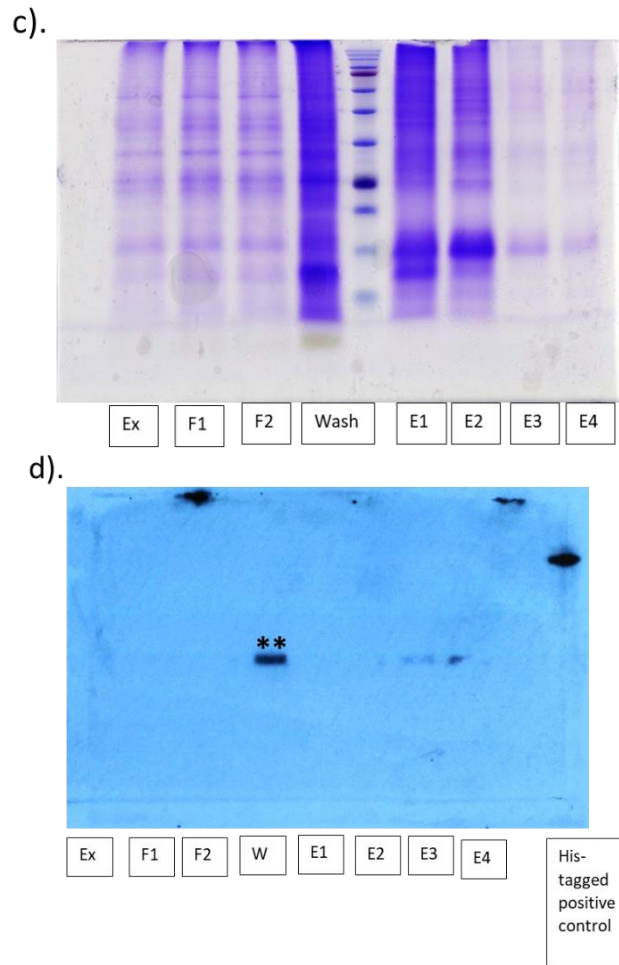 c).
Ex F1 F2 Wash E1 E2 E3 E4
d).
**
Ex F1 F2 W E1 E2 E3 E4 His-
tagged
positive
control